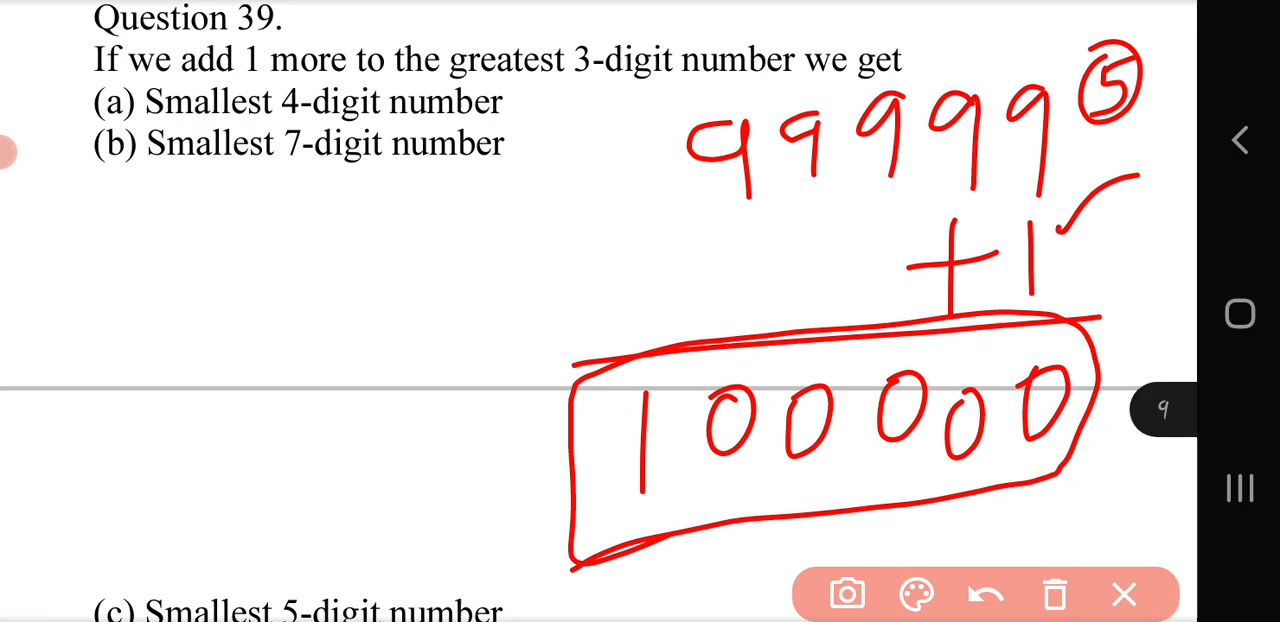 Question 39.
If we add 1 more to the greatest 3-digit number we get
(a) Smallest 4-digit number
(b) Smallest 7-digit number
99999 5
+1
100000
9
(c) Smallest 5-digit number